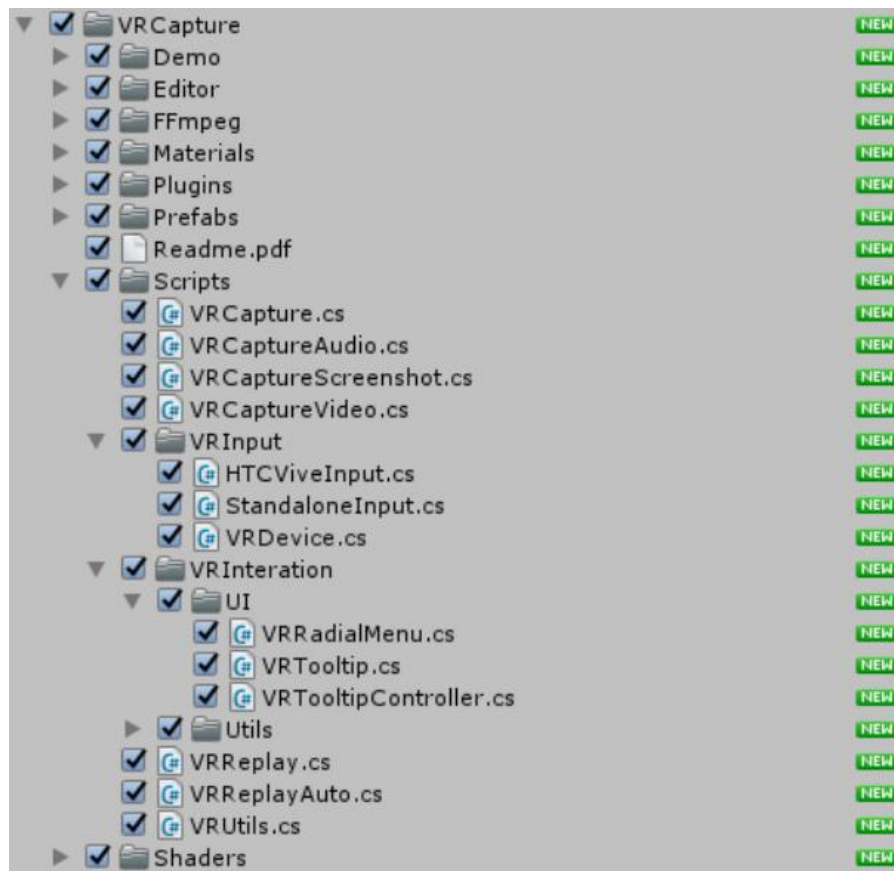 VRCapture NEW
Demo NEW
Editor NEW
FFmpeg NEW
Materials NEW
Plugins NEW
Prefabs NEW
Readme.pdf NEW
Scripts NEW
C# VRCapture.cs NEW
C# VRCaptureAudio.cs NEW
C# VRCaptureScreenshot.cs NEW
C# VRCaptureVideo.cs NEW
VRInput NEW
C# HTCViveInput.cs NEW
C# StandaloneInput.cs NEW
C# VRDevice.cs NEW
VRInteration NEW
UI NEW
C# VRRadialMenu.cs NEW
C# VRTooltip.cs NEW
C# VRTooltipController.cs NEW
Utils NEW
C# VRReplay.cs NEW
C# VRReplayAuto.cs NEW
C# VRUtils.cs NEW
Shaders NEW